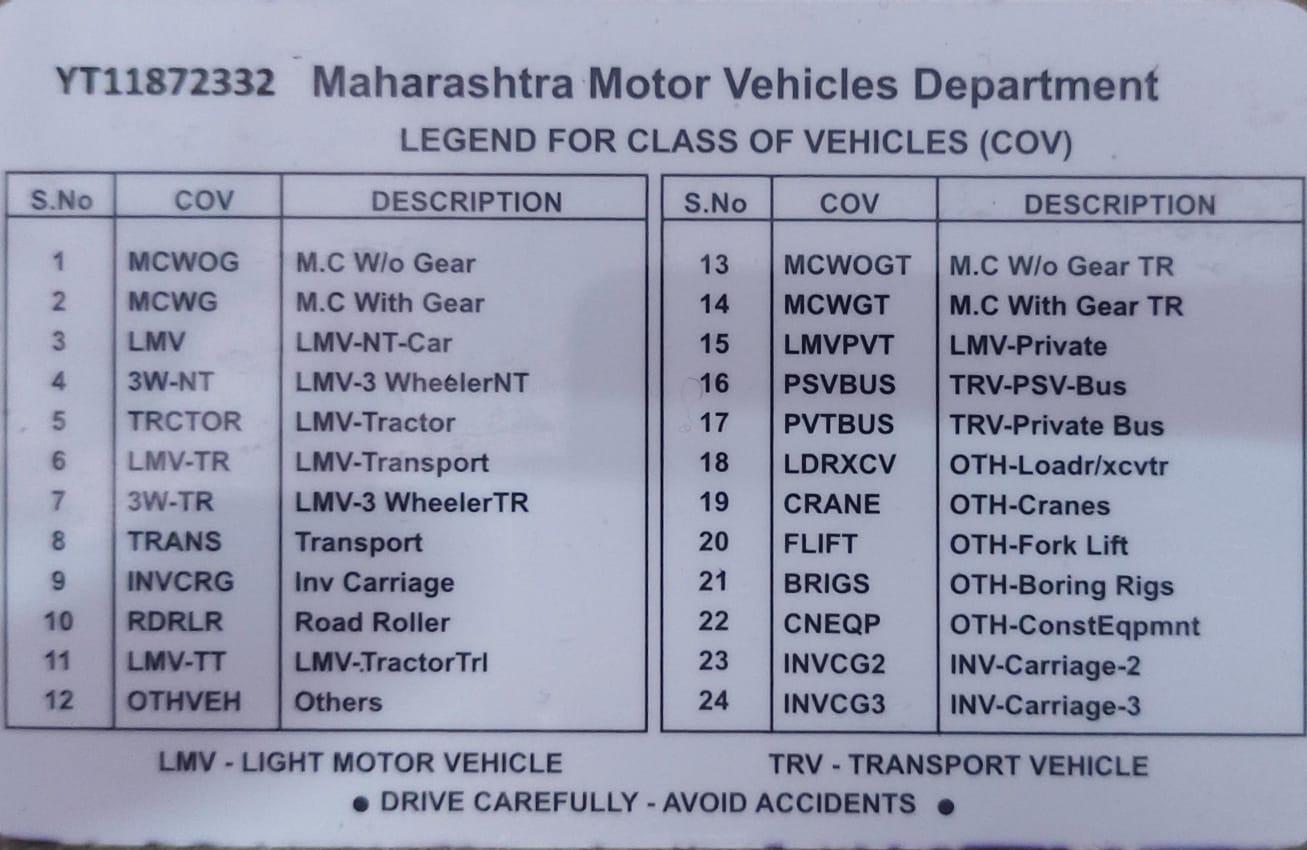 YT11872332 Maharashtra Motor Vehicles Department
LEGEND FOR CLASS OF VEHICLES (COV)
S.No COV DESCRIPTION S.No COV DESCRIPTION
1 MCWOG M.C W/o Gear 13 MCWOGT M.C W/o Gear TR
2 MCWG M.C With Gear 14 MCWGT M.C With Gear TR
3 LMV LMV-NT-Car 15 LMVPVT LMV-Private
4 3W-NT LMV-3 WheelerNT 16 PSVBUS TRV-PSV-Bus
5 TRCTOR LMV-Tractor 17 PVTBUS TRV-Private Bus
6 LMV-TR LMV-Transport 18 LDRXCV OTH-Loadr/xcvtr
7 3W-TR LMV-3 WheelerTR 19 CRANE OTH-Cranes
8 TRANS Transport 20 FLIFT OTH-Fork Lift
9 INVCRG Inv Carriage 21 BRIGS OTH-Boring Rigs
10 RDRLR Road Roller 22 CNEQP OTH-ConstEqpmnt
11 LMV-TT LMV-TractorTrl 23 INVCG2 INV-Carriage-2
12 OTHVEH Others 24 INVCG3 INV-Carriage-3
LMV - LIGHT MOTOR VEHICLE TRV - TRANSPORT VEHICLE
● DRIVE CAREFULLY - AVOID ACCIDENTS ●